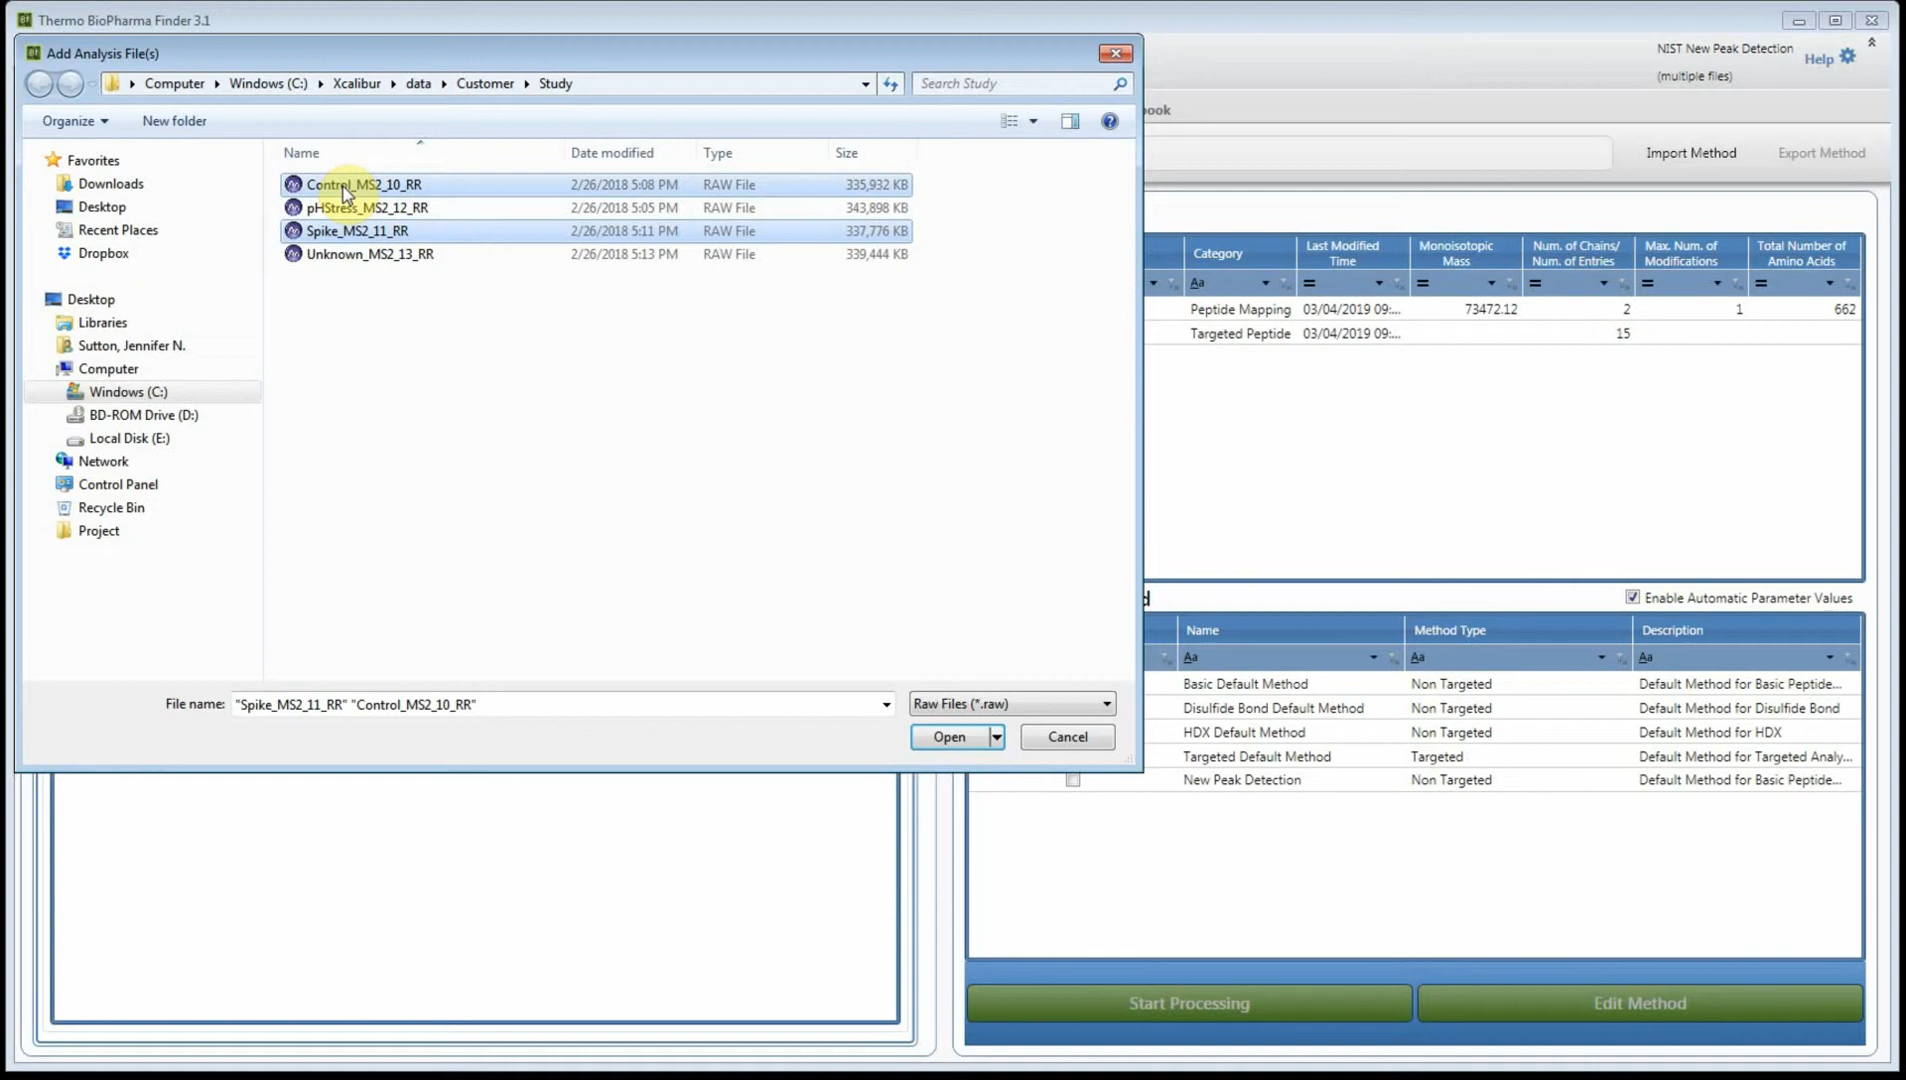 Thermo BioPharma Finder 3.1
Add Analysis File(s)
NIST New Peak Detection
(multiple files)
Help
Computer Windows (C:) Xcalibur data Customer Study
Search Study
Organize New folder
ook
Import Method Export Method
Favorites
Downloads
Desktop
Recent Places
Dropbox
Desktop
Libraries
Sutton, Jennifer N.
Computer
Windows (C:)
BD-ROM Drive (D:)
Local Disk (E:)
Network
Control Panel
Recycle Bin
Project
Name Date modified Type Size
Control_MS2_10_RR 2/26/2018 5:08 PM RAW File 335,932 KB
pHStress_MS2_12_RR 2/26/2018 5:05 PM RAW File 343,898 KB
Spike_MS2_11_RR 2/26/2018 5:11 PM RAW File 337,776 KB
Unknown_MS2_13_RR 2/26/2018 5:13 PM RAW File 339,444 KB
File name: "Spike_MS2_11_RR" "Control_MS2_10_RR"
Raw Files (*.raw)
Open Cancel
Category Last Modified Time Monoisotopic Mass Num. of Chains/ Num. of Entries Max. Num. of Modifications Total Number of Amino Acids
Aa = = = = =
Peptide Mapping 03/04/2019 09:... 73472.12 2 1 662
Targeted Peptide 03/04/2019 09:... 15
d
Enable Automatic Parameter Values
Name Method Type Description
Aa Aa Aa
Basic Default Method Non Targeted Default Method for Basic Peptide...
Disulfide Bond Default Method Non Targeted Default Method for Disulfide Bond
HDX Default Method Non Targeted Default Method for HDX
Targeted Default Method Targeted Default Method for Targeted Analy...
New Peak Detection Non Targeted Default Method for Basic Peptide...
Start Processing Edit Method